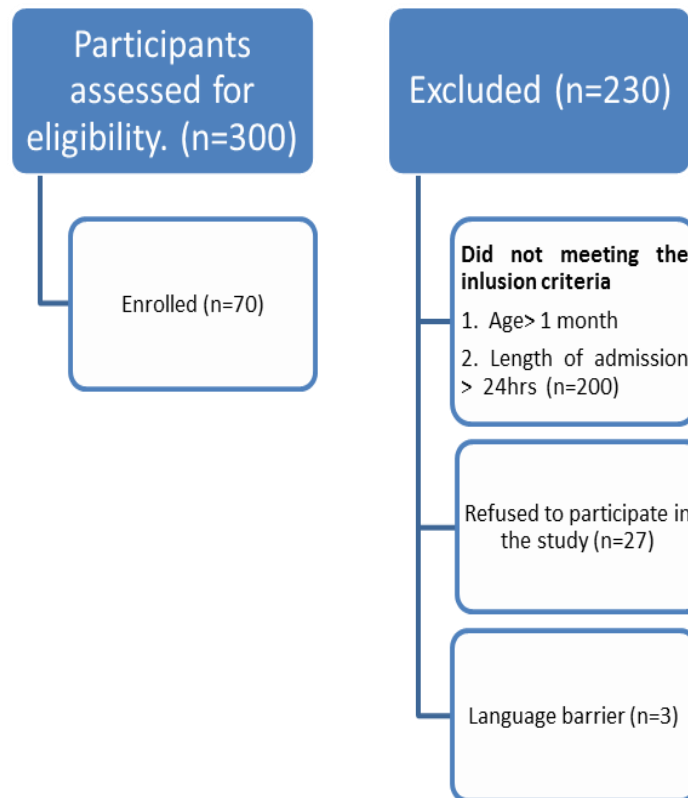 Participants
assessed for
eligibility. (n=300)
Enrolled (n=70)
Excluded (n=230)
Did not meeting the
inlusion criteria
1. Age> 1 month
2. Length of admission
> 24hrs (n=200)
Refused to participate in
the study (n=27)
Language barrier (n=3)